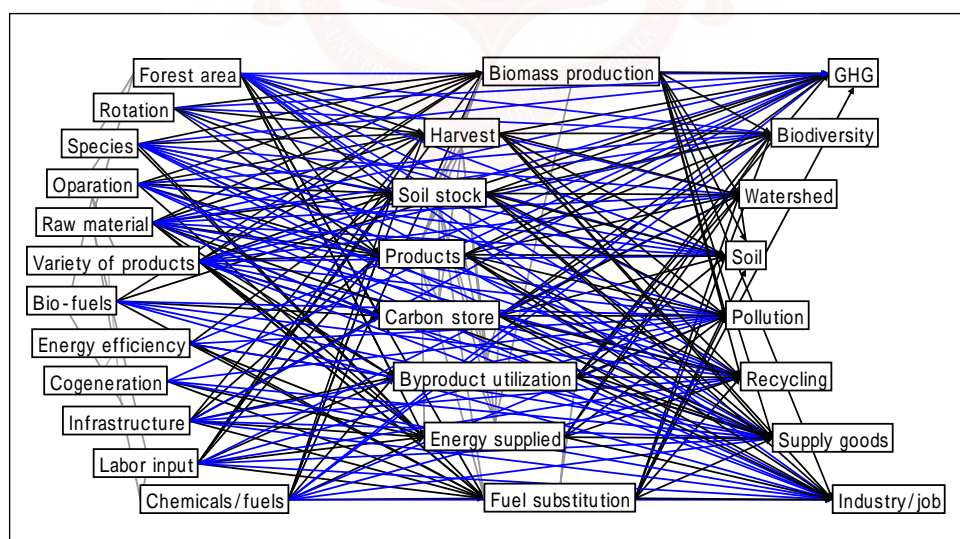 Forest area
Rotation
Species
Oparation
Raw material
Variety of products
Bio-fuels
Energy efficiency
Cogeneration
Infrastructure
Labor input
Chemicals/fuels
Biomass production
Harvest
Soil stock
Products
Carbon store
Byproduct utilization
Energy supplied
Fuel substitution
GHG
Biodiversity
Watershed
Soil
Pollution
Recycling
Supply goods
Industry/job